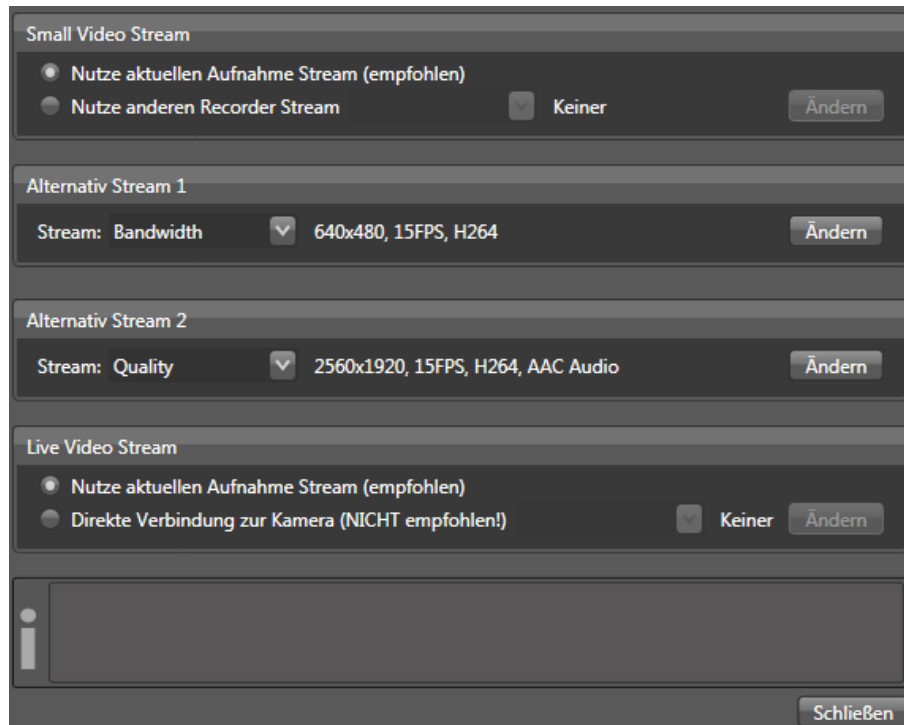 Small Video Stream
Nutze aktuellen Aufnahme Stream (empfohlen)
Nutze anderen Recorder Stream Keiner Ändern
Alternativ Stream 1
Stream: Bandwidth 640x480, 15FPS, H264 Ändern
Alternativ Stream 2
Stream: Quality 2560x1920, 15FPS, H264, AAC Audio Ändern
Live Video Stream
Nutze aktuellen Aufnahme Stream (empfohlen)
Direkte Verbindung zur Kamera (NICHT empfohlen!) Keiner Ändern
Schließen